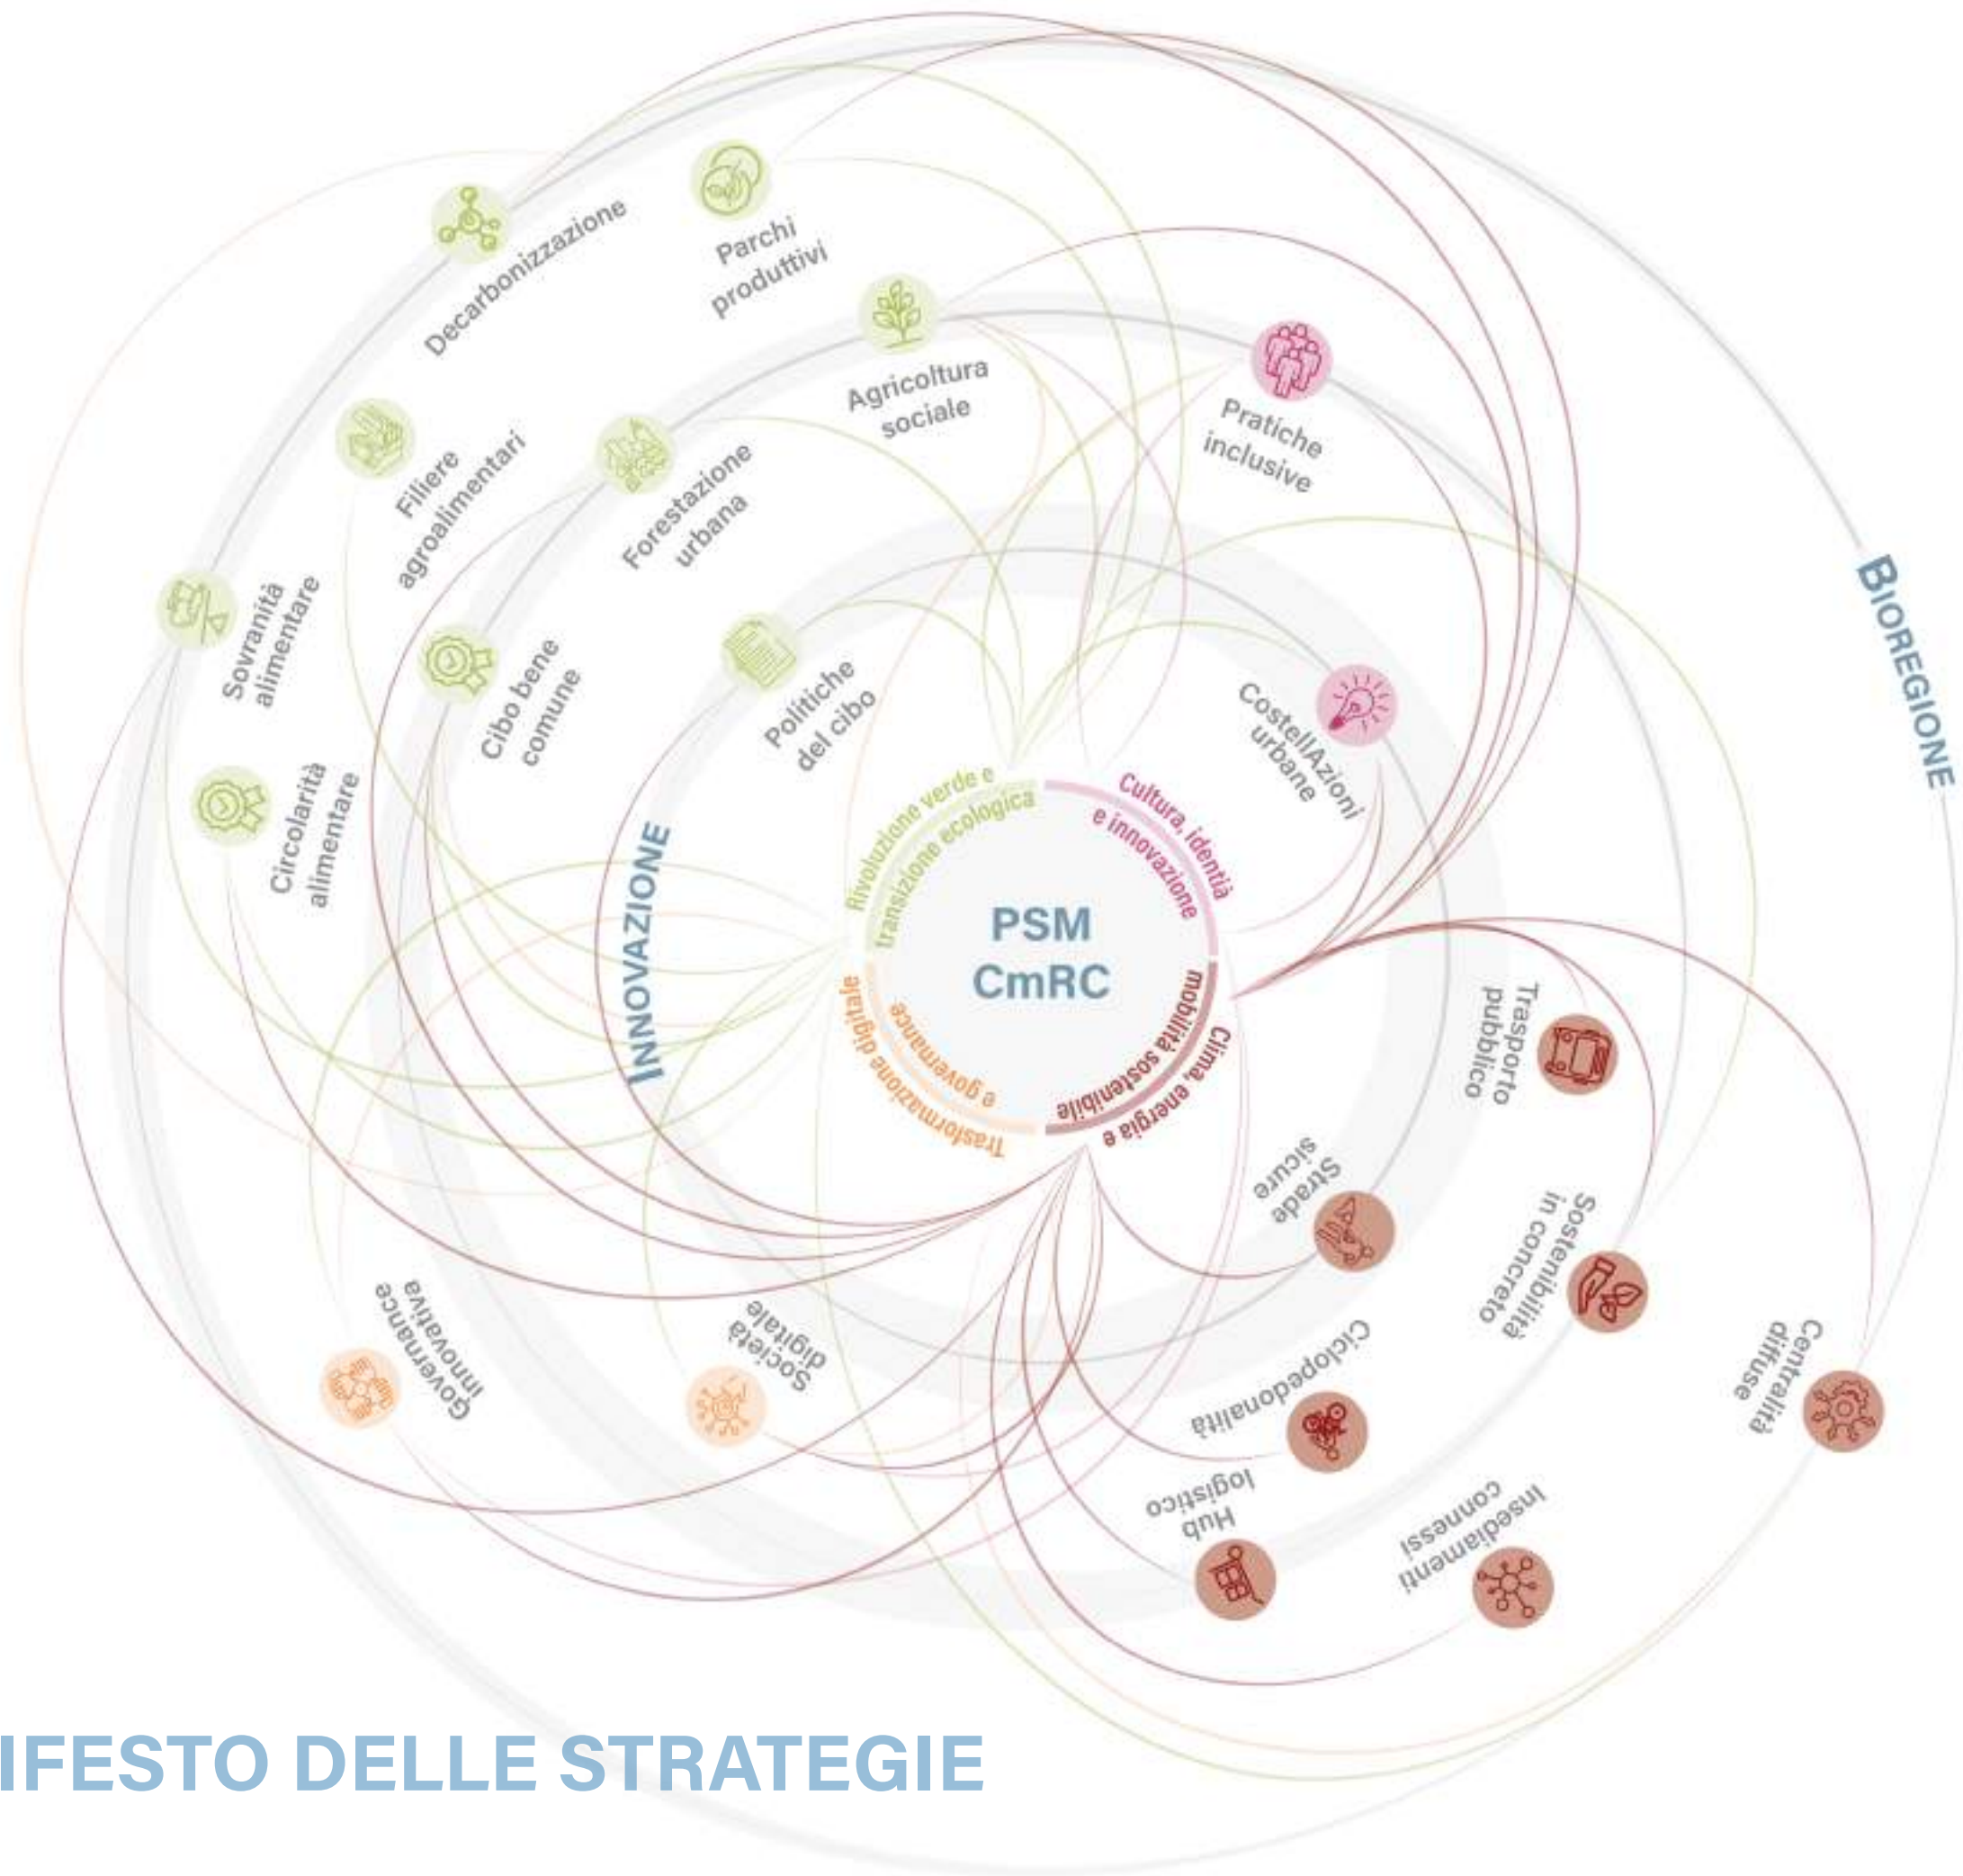 Decarbonizzazione
Parchi
produttivi
Agricoltura
sociale
Pratiche
inclusive
Filiere
agroalimentari
Forestazione
urbana
Sovranità
alimentare
Cibo bene
comune
Politiche
del cibo
CostellAzioni
urbane
BIOREGIONE
Circolarità
alimentare
INNOVAZIONE
Rivoluzione verde e
transizione ecologica
Cultura, identià
e innovazione
PSM
CmRC
Trasformazione digitale
e governance
Clima, energia e
mobilità sostenibile
Trasporto
pubblico
Strade
sicure
Sostenibilità
in concreto
Centralità
diffuse
Governance
innovativa
Società
digitale
Ciclopedonalità
Hub
logistico
Insediamenti
connessi
IFESTO DELLE STRATEGIE